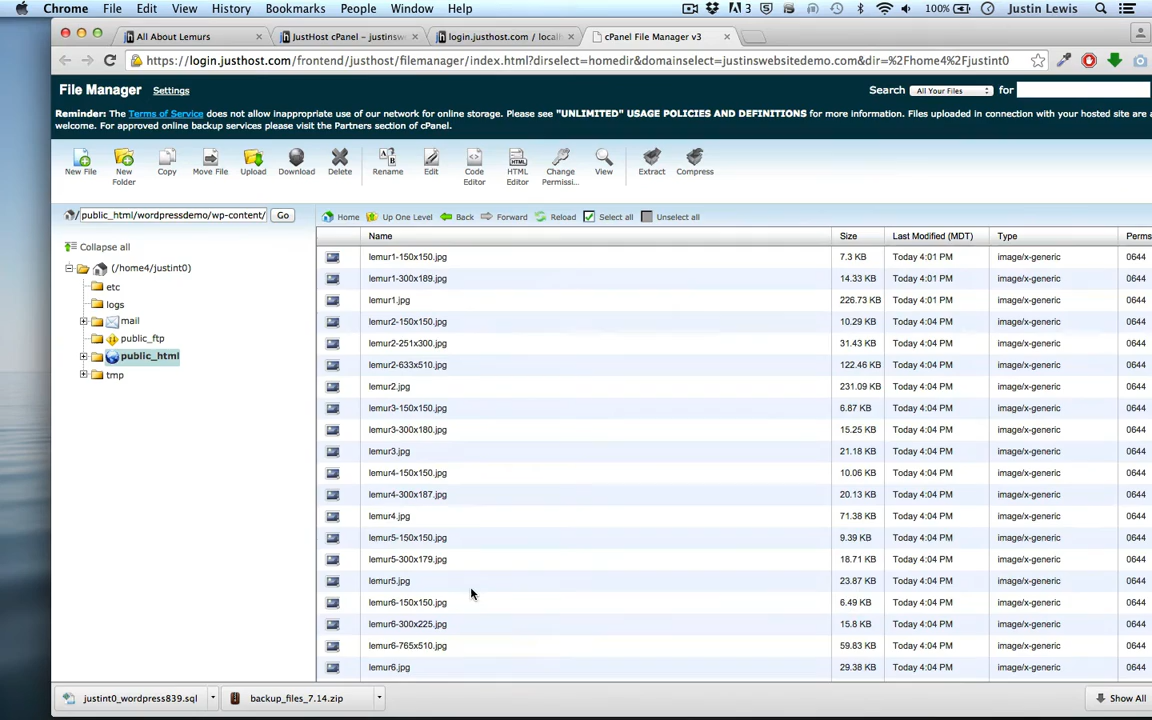 Chrome File Edit View History Bookmarks People Window Help 3 100% Justin Lewis
All About Lemurs × JustHost cPanel – justinsw × login.justhost.com / localh × cPanel File Manager v3 ×
https://login.justhost.com/frontend/justhost/filemanager/index.html?dirselect=homedir&domainselect=justinswebsitedemo.com&dir=%2Fhome4%2Fjustint0
File Manager Settings Search All Your Files for
Reminder: The Terms of Service does not allow inappropriate use of our network for online storage. Please see "UNLIMITED" USAGE POLICIES AND DEFINITIONS for more information. Files uploaded in connection with your hosted site are
welcome. For approved online backup services please visit the Partners section of cPanel.
New File New Folder Copy Move File Upload Download Delete Rename Edit Code Editor HTML Editor Change Permissi... View Extract Compress
/ public_html/wordpressdemo/wp-content/ Go Home Up One Level Back Forward Reload Select all Unselect all
Name Size Last Modified (MDT) Type Perms
Collapse all
(/home4/justint0)
etc
logs
mail
public_ftp
public_html
tmp
lemur1-150x150.jpg 7.3 KB Today 4:01 PM image/x-generic 0644
lemur1-300x189.jpg 14.33 KB Today 4:01 PM image/x-generic 0644
lemur1.jpg 226.73 KB Today 4:01 PM image/x-generic 0644
lemur2-150x150.jpg 10.29 KB Today 4:04 PM image/x-generic 0644
lemur2-251x300.jpg 31.43 KB Today 4:04 PM image/x-generic 0644
lemur2-633x510.jpg 122.46 KB Today 4:04 PM image/x-generic 0644
lemur2.jpg 231.09 KB Today 4:04 PM image/x-generic 0644
lemur3-150x150.jpg 6.87 KB Today 4:04 PM image/x-generic 0644
lemur3-300x180.jpg 15.25 KB Today 4:04 PM image/x-generic 0644
lemur3.jpg 21.18 KB Today 4:04 PM image/x-generic 0644
lemur4-150x150.jpg 10.06 KB Today 4:04 PM image/x-generic 0644
lemur4-300x187.jpg 20.13 KB Today 4:04 PM image/x-generic 0644
lemur4.jpg 71.38 KB Today 4:04 PM image/x-generic 0644
lemur5-150x150.jpg 9.39 KB Today 4:04 PM image/x-generic 0644
lemur5-300x179.jpg 18.71 KB Today 4:04 PM image/x-generic 0644
lemur5.jpg 23.87 KB Today 4:04 PM image/x-generic 0644
lemur6-150x150.jpg 6.49 KB Today 4:04 PM image/x-generic 0644
lemur6-300x225.jpg 15.8 KB Today 4:04 PM image/x-generic 0644
lemur6-765x510.jpg 59.83 KB Today 4:04 PM image/x-generic 0644
lemur6.jpg 29.38 KB Today 4:04 PM image/x-generic 0644
justint0_wordpress839.sql backup_files_7.14.zip Show All